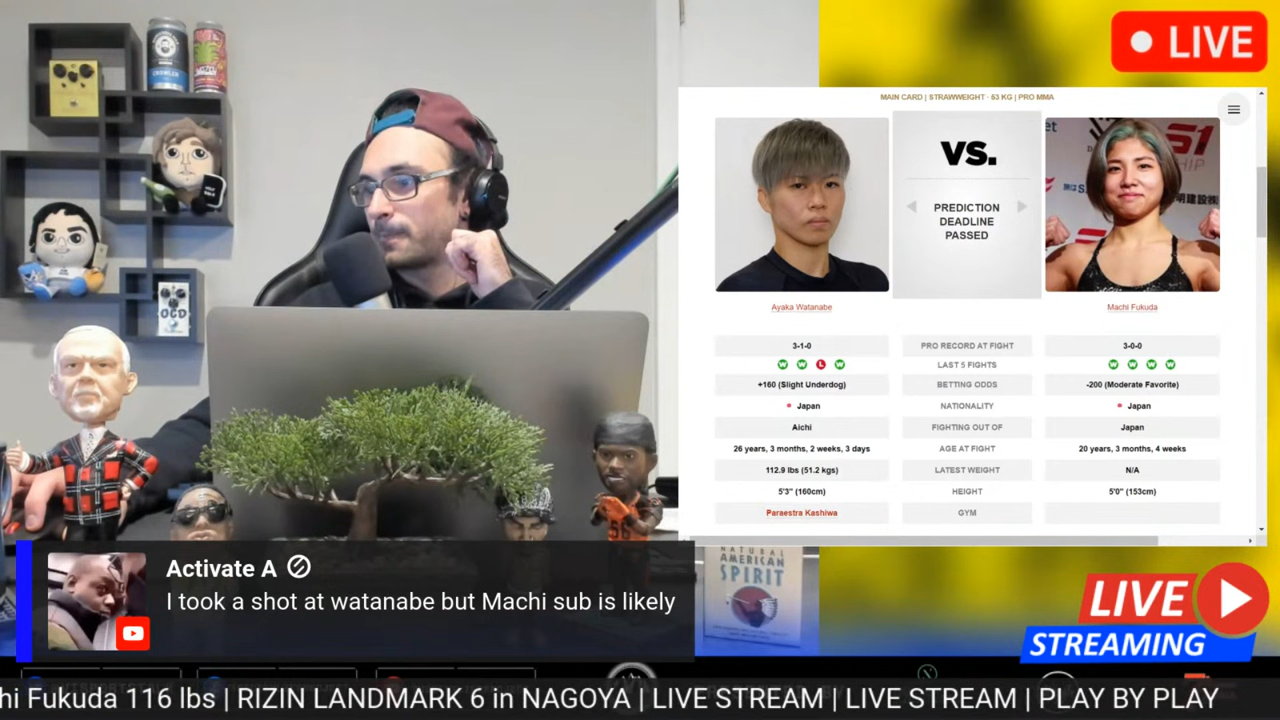 LIVE
MAIN CARD | STRAWWEIGHT · 53 KG | PRO MMA
VS.
PREDICTION
DEADLINE
PASSED
Ayaka Watanabe
Machi Fukuda
3-1-0 PRO RECORD AT FIGHT 3-0-0
W W L W LAST 5 FIGHTS W W W W
+160 (Slight Underdog) BETTING ODDS -200 (Moderate Favorite)
Japan NATIONALITY Japan
Aichi FIGHTING OUT OF Japan
26 years, 3 months, 2 weeks, 3 days AGE AT FIGHT 20 years, 3 months, 4 weeks
112.9 lbs (51.2 kgs) LATEST WEIGHT N/A
5'3" (160cm) HEIGHT 5'0" (153cm)
Paraestra Kashiwa GYM
OCD
Activate A
I took a shot at watanabe but Machi sub is likely
NATURAL
AMERICAN
SPIRIT
LIVE
STREAMING
hi Fukuda 116 lbs | RIZIN LANDMARK 6 in NAGOYA | LIVE STREAM | LIVE STREAM | PLAY BY PLAY